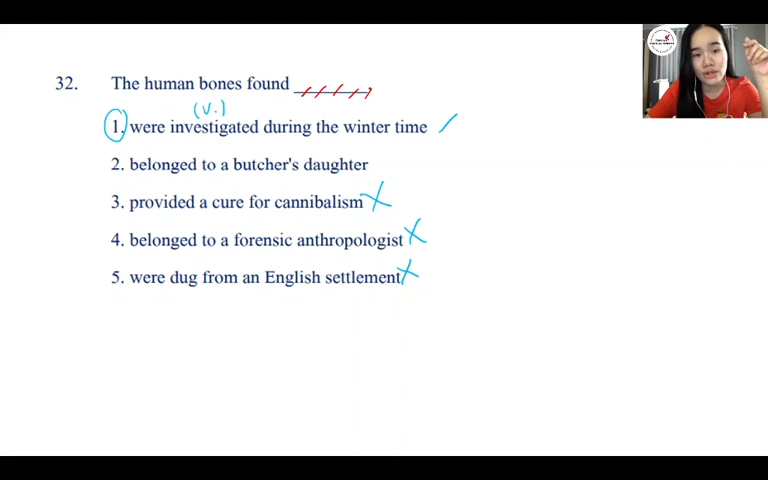 32. The human bones found __________
(v.)
1. were investigated during the winter time
2. belonged to a butcher's daughter
3. provided a cure for cannibalism
4. belonged to a forensic anthropologist
5. were dug from an English settlement